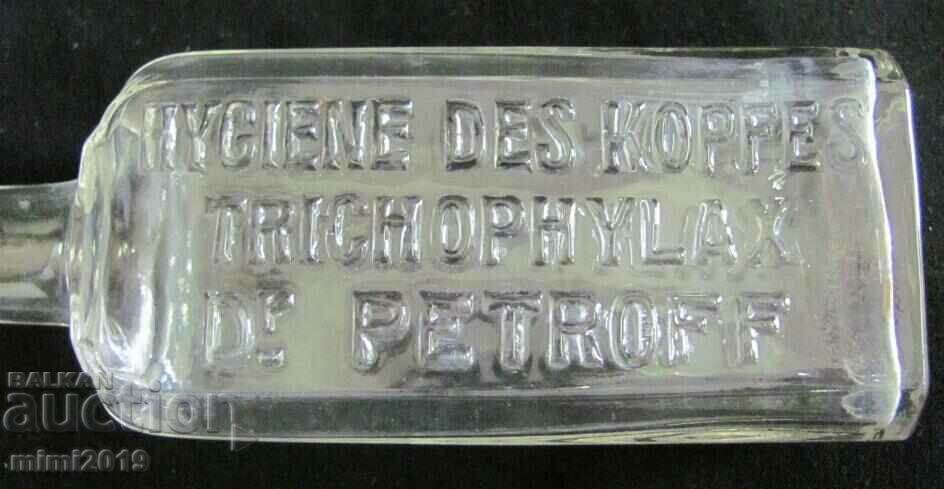 HYGIENE DES KOPFES
TRICHOPHYLAX
Dr. PETROFF
BALKAN
auction
mimi2019